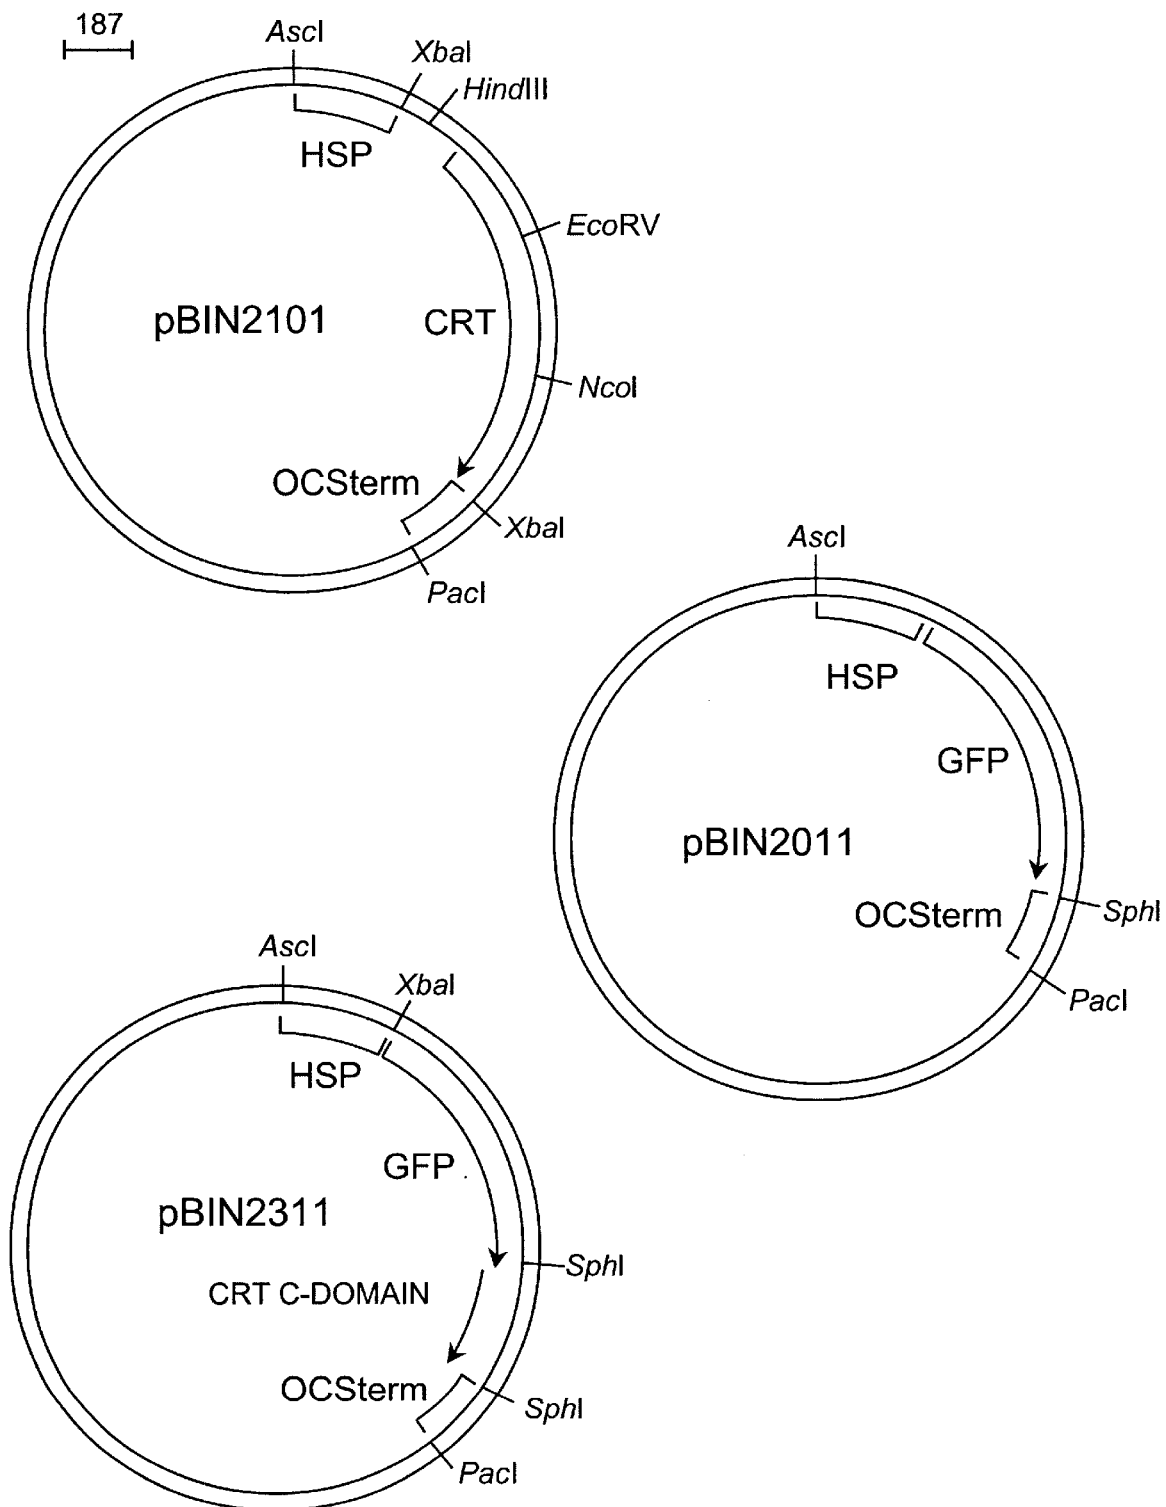 187
AscI
XbaI
HindIII
HSP
EcoRV
pBIN2101
CRT
NcoI
OCSterm
XbaI
PacI
AscI
HSP
GFP
pBIN2011
OCSterm
SphI
PacI
AscI
XbaI
HSP
GFP
pBIN2311
SphI
CRT C-DOMAIN
OCSterm
SphI
PacI